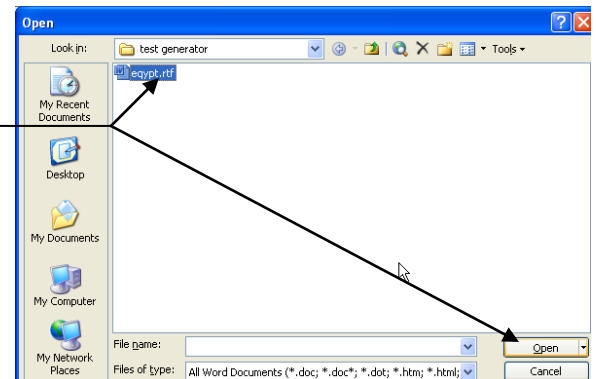 Open
Look in: test generator Tools
eqypt.rtf
My Recent
Documents
Desktop
My Documents
My Computer
My Network
Places
File name: Open
Files of type: All Word Documents (*.doc; *.doc*; *.dot; *.htm; *.html; Cancel